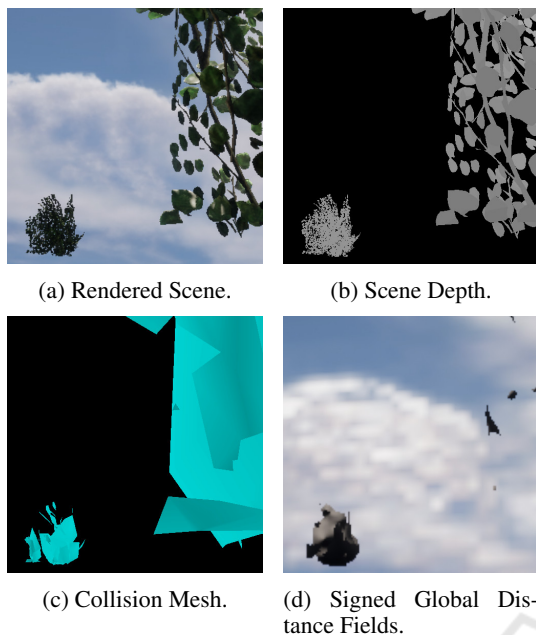 (a) Rendered Scene.
(b) Scene Depth.
(c) Collision Mesh.
(d) Signed Global Dis-
tance Fields.